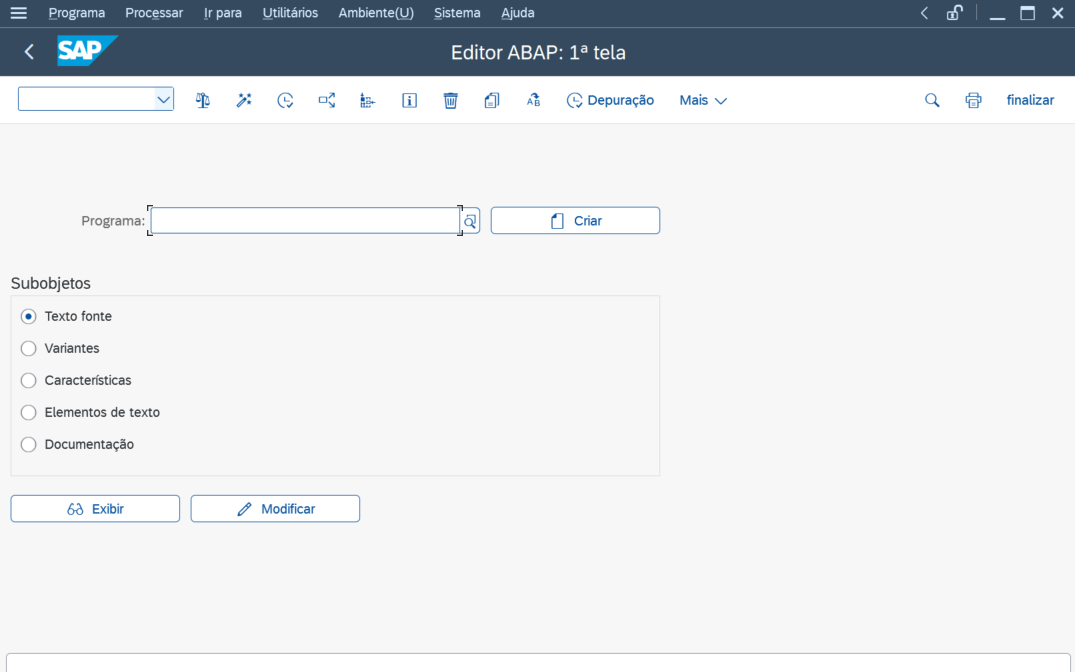 Programa Processar Ir para Utilitários Ambiente(U) Sistema Ajuda
SAP
Editor ABAP: 1ª tela
Depuração Mais finalizar
Programa: Criar
Subobjetos
Texto fonte
Variantes
Características
Elementos de texto
Documentação
Exibir Modificar